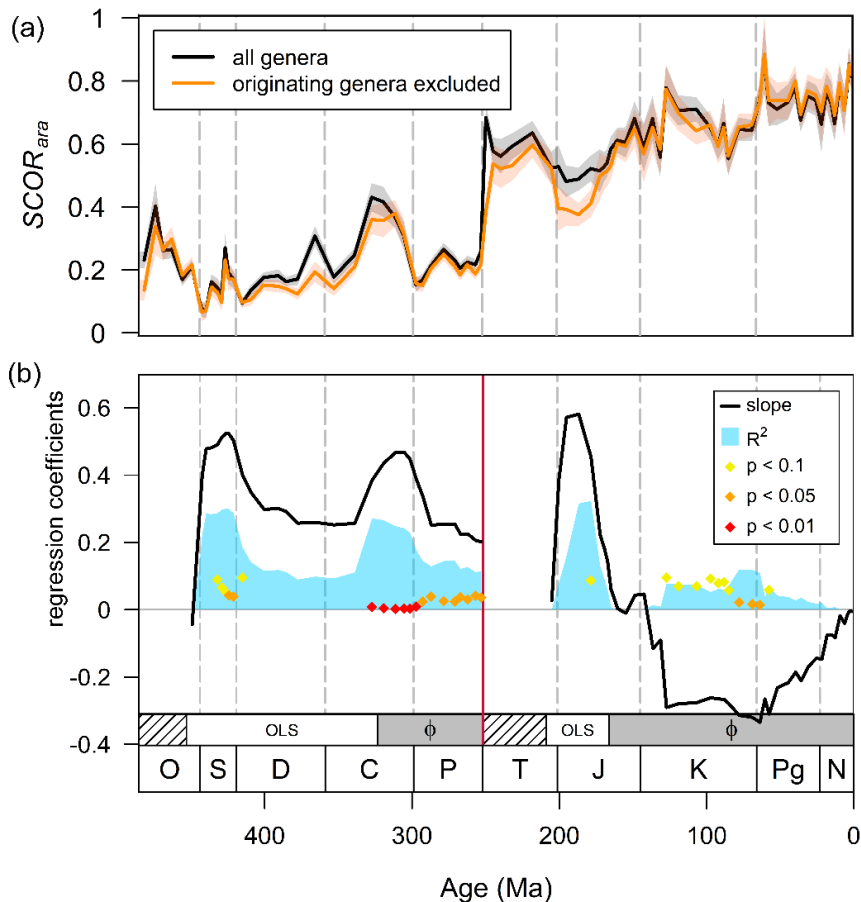 (a)
SCORara
1
0.8
0.6
0.4
0.2
0
all genera
originating genera excluded
(b)
regression coefficients
0.6
0.4
0.2
0
-0.2
-0.4
slope
R²
p < 0.1
p < 0.05
p < 0.01
OLS ϕ OLS ϕ
O S D C P T J K Pg N
400 300 200 100 0
Age (Ma)